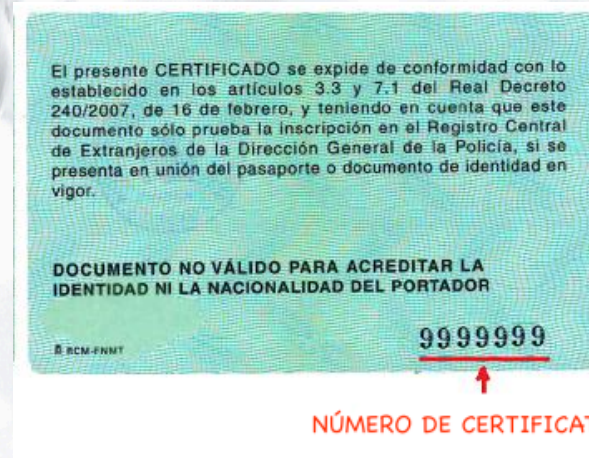 El presente CERTIFICADO se expide de conformidad con lo
establecido en los artículos 3.3 y 7.1 del Real Decreto
240/2007, de 16 de febrero, y teniendo en cuenta que este
documento sólo prueba la inscripción en el Registro Central
de Extranjeros de la Dirección General de la Policía, si se
presenta en unión del pasaporte o documento de identidad en
vigor.
DOCUMENTO NO VÁLIDO PARA ACREDITAR LA
IDENTIDAD NI LA NACIONALIDAD DEL PORTADOR
RCM-FNMT
9999999
NÚMERO DE CERTIFICAT